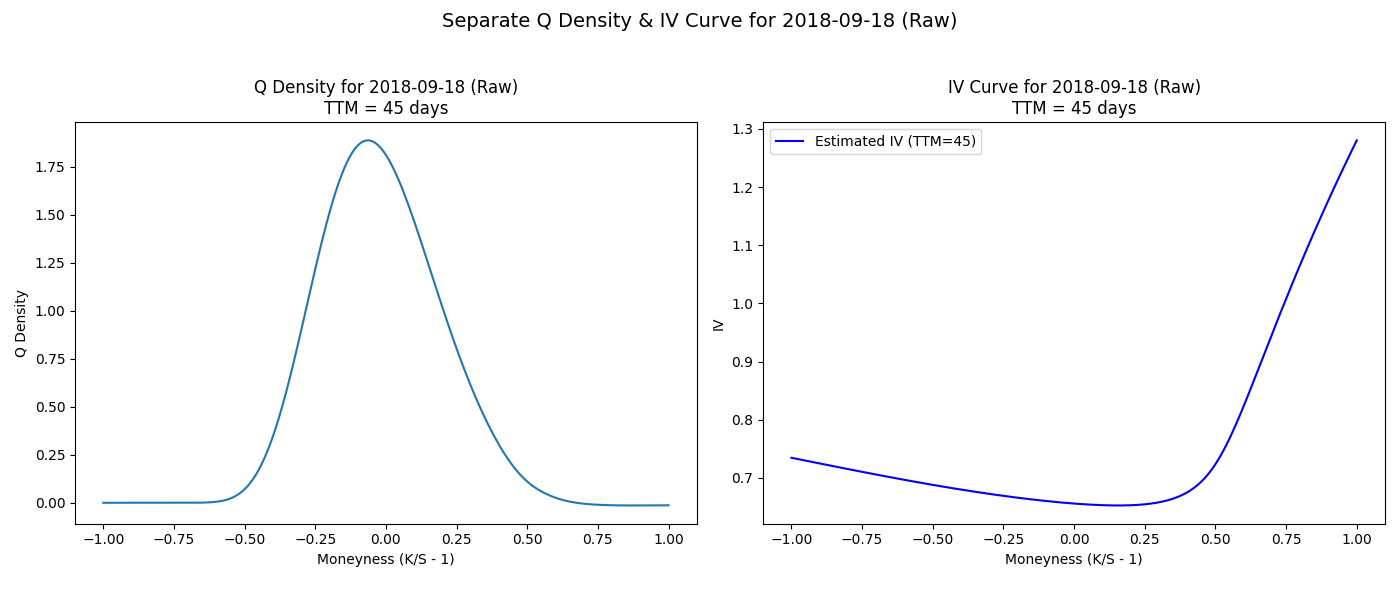 Separate Q Density & IV Curve for 2018-09-18 (Raw)
Q Density for 2018-09-18 (Raw)
TTM = 45 days
Q Density
1.75
1.50
1.25
1.00
0.75
0.50
0.25
0.00
−1.00 −0.75 −0.50 −0.25 0.00 0.25 0.50 0.75 1.00
Moneyness (K/S - 1)
IV Curve for 2018-09-18 (Raw)
TTM = 45 days
Estimated IV (TTM=45)
IV
1.3
1.2
1.1
1.0
0.9
0.8
0.7
−1.00 −0.75 −0.50 −0.25 0.00 0.25 0.50 0.75 1.00
Moneyness (K/S - 1)